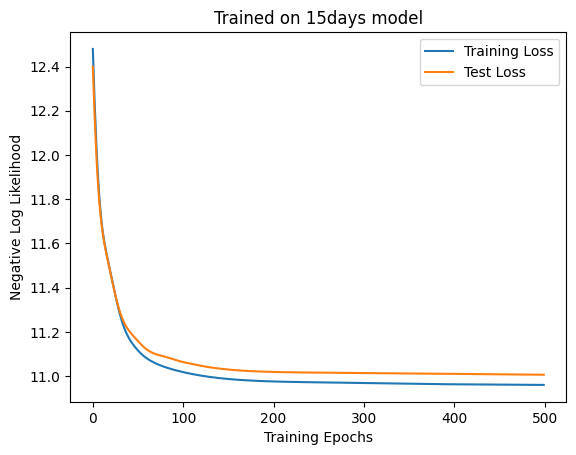 Trained on 15days model
Training Loss
Test Loss
Negative Log Likelihood
12.4
12.2
12.0
11.8
11.6
11.4
11.2
11.0
0 100 200 300 400 500
Training Epochs